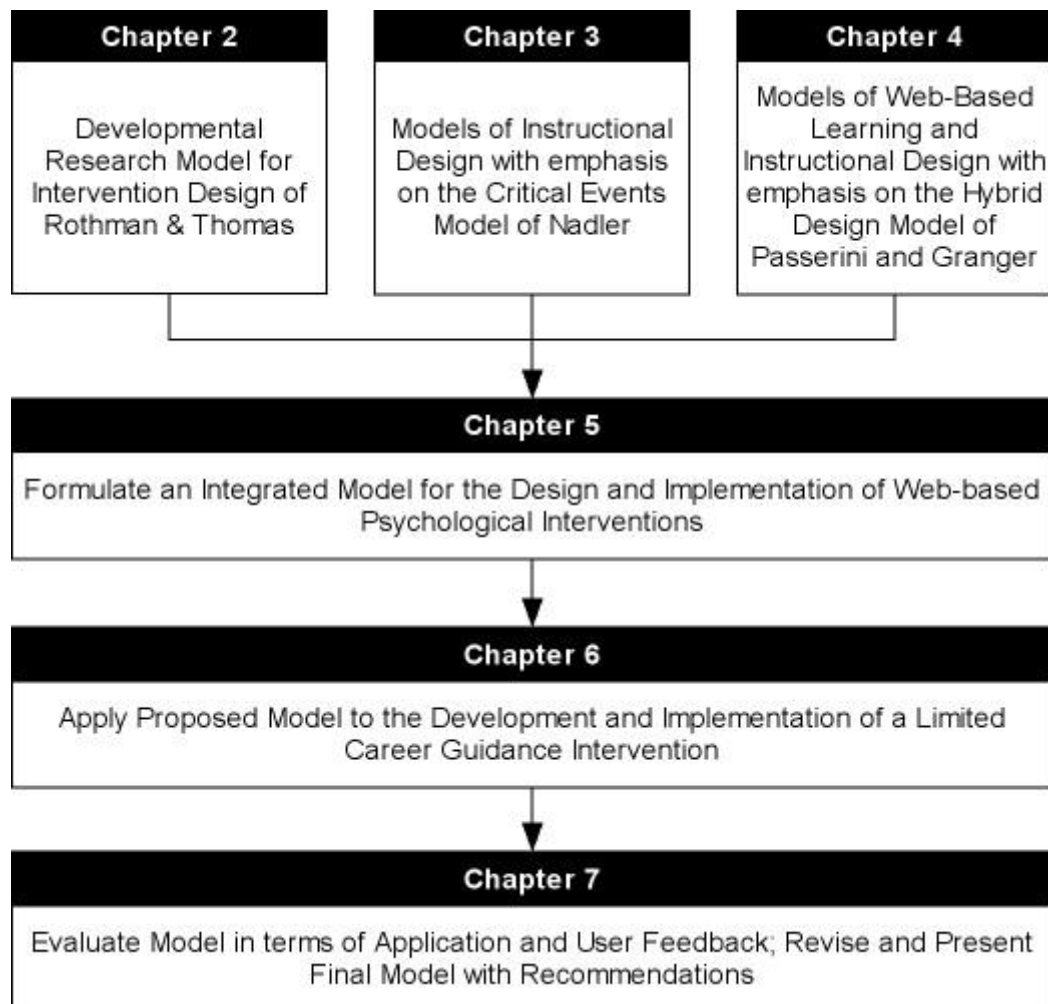 Chapter 2
Developmental
Research Model for
Intervention Design of
Rothman & Thomas
Chapter 3
Models of Instructional
Design with emphasis
on the Critical Events
Model of Nadler
Chapter 4
Models of Web-Based
Learning and
Instructional Design with
emphasis on the Hybrid
Design Model of
Passerini and Granger
Chapter 5
Formulate an Integrated Model for the Design and Implementation of Web-based
Psychological Interventions
Chapter 6
Apply Proposed Model to the Development and Implementation of a Limited
Career Guidance Intervention
Chapter 7
Evaluate Model in terms of Application and User Feedback; Revise and Present
Final Model with Recommendations